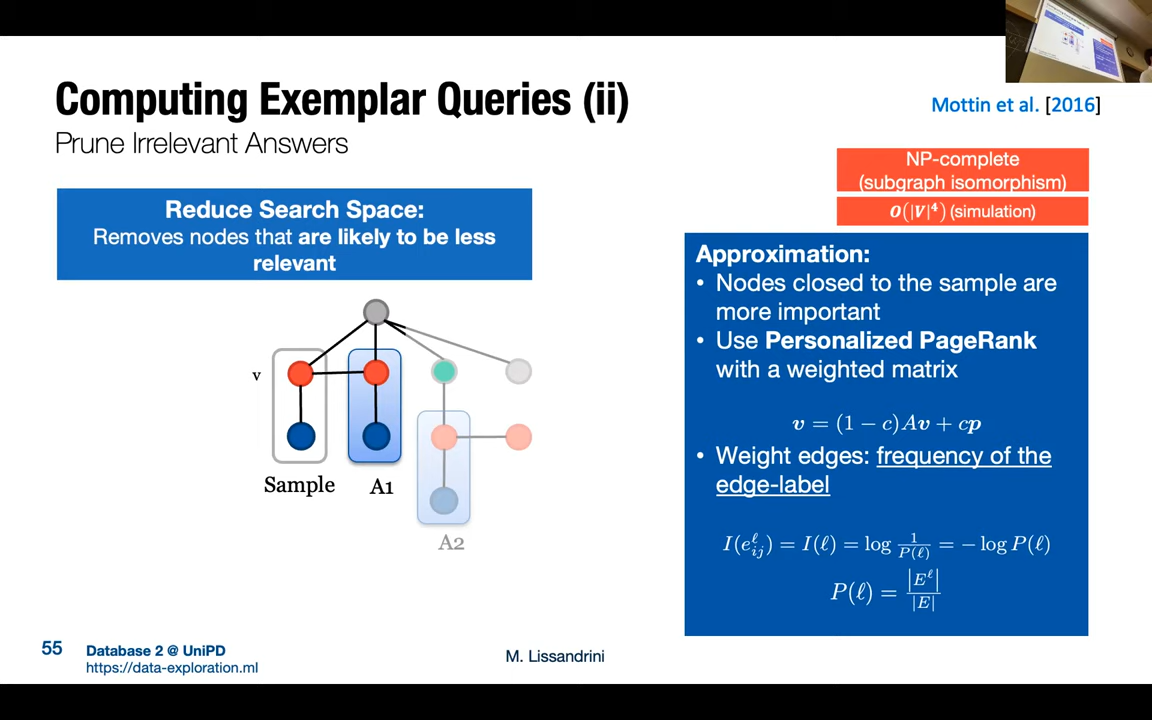 Computing Exemplar Queries (ii)
Prune Irrelevant Answers
Mottin et al. [2016]
NP-complete
(subgraph isomorphism)
O(|V|⁴) (simulation)
Reduce Search Space:
Removes nodes that are likely to be less
relevant
v
Sample
A1
A2
Approximation:
• Nodes closed to the sample are
more important
• Use Personalized PageRank
with a weighted matrix
v = (1 − c)Av + cp
• Weight edges: frequency of the
edge-label
I(eᵢⱼ^ℓ) = I(ℓ) = log 1/P(ℓ) = − log P(ℓ)
P(ℓ) = |E^ℓ|/|E|
55
Database 2 @ UniPD
https://data-exploration.ml
M. Lissandrini